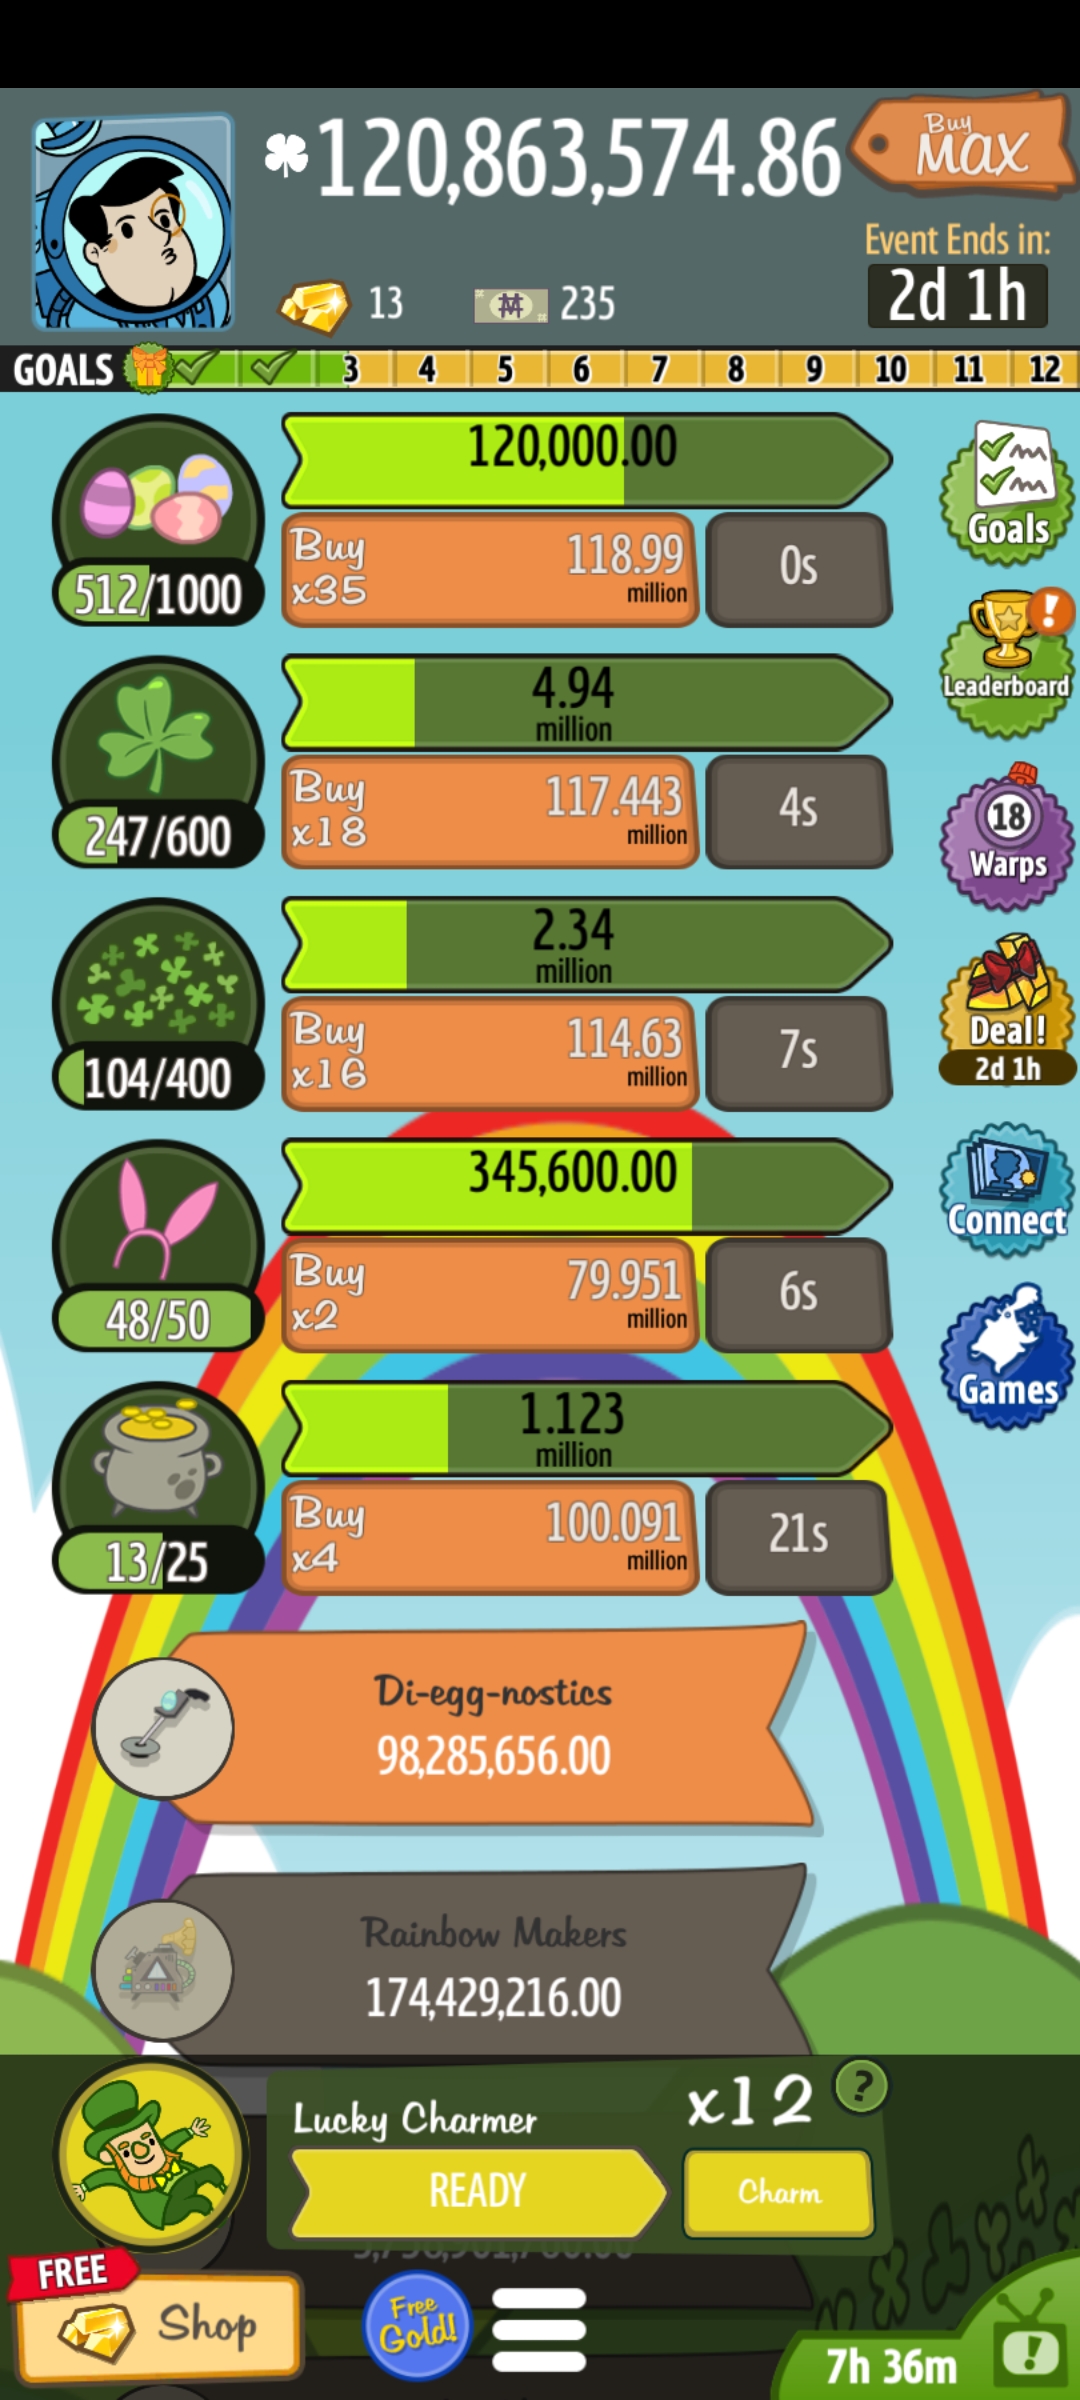 120,863,574.86
Buy
MAX
Event Ends in:
2d 1h
13
235
GOALS
3 4 5 6 7 8 9 10 11 12
120,000.00
512/1000
Buy
x35
118.99
million
0s
Goals
4.94
million
247/600
Buy
x18
117.443
million
4s
Leaderboard
2.34
million
104/400
Buy
x16
114.63
million
7s
18
Warps
Deal!
2d 1h
345,600.00
48/50
Buy
x2
79.951
million
6s
Connect
1.123
million
13/25
Buy
x4
100.091
million
21s
Games
Di-egg-nostics
98,285,656.00
Rainbow Makers
174,429,216.00
Lucky Charmer
x12
?
READY
Charm
FREE
Shop
Free
Gold!
7h 36m